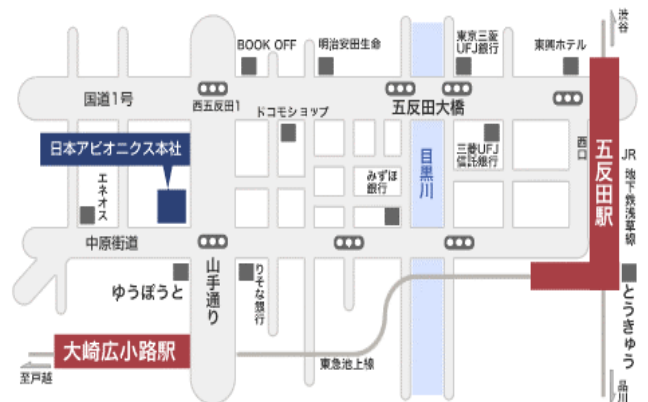 渋谷
BOOK OFF
明治安田生命
東京三菱
UFJ銀行
東興ホテル
国道1号
西五反田1
ドコモショップ
五反田大橋
日本アビオニクス本社
エネオス
みずほ
銀行
目黒川
三菱UFJ
信託銀行
西口
五反田駅
JR
地下鉄浅草線
中原街道
ゆうぽうと
山手通り
りそな銀行
とうきゅう
大崎広小路駅
至戸越
東急池上線
品川